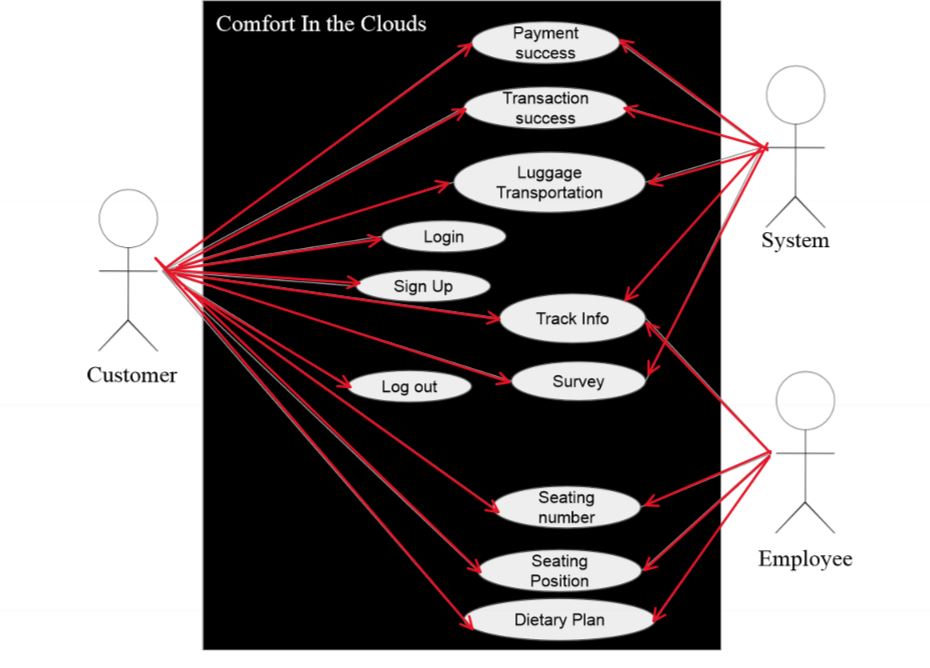 Comfort In the Clouds
Payment
success
Transaction
success
Luggage
Transportation
Login
System
Sign Up
Track Info
Customer
Survey
Log out
Seating
number
Employee
Seating
Position
Dietary Plan